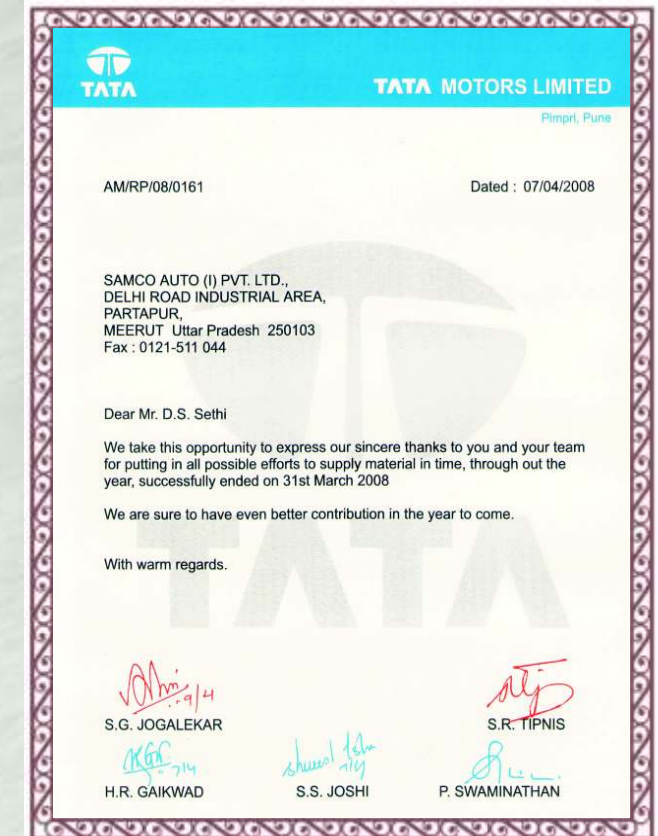 TATA
TATA MOTORS LIMITED
Pimpri, Pune
AM/RP/08/0161
Dated : 07/04/2008
SAMCO AUTO (I) PVT. LTD.,
DELHI ROAD INDUSTRIAL AREA,
PARTAPUR,
MEERUT Uttar Pradesh 250103
Fax : 0121-511 044
Dear Mr. D.S. Sethi
We take this opportunity to express our sincere thanks to you and your team
for putting in all possible efforts to supply material in time, through out the
year, successfully ended on 31st March 2008
We are sure to have even better contribution in the year to come.
With warm regards.
TATA
9/4
S.G. JOGALEKAR
S.R. TIPNIS
7/4
7/4
H.R. GAIKWAD
S.S. JOSHI
P. SWAMINATHAN